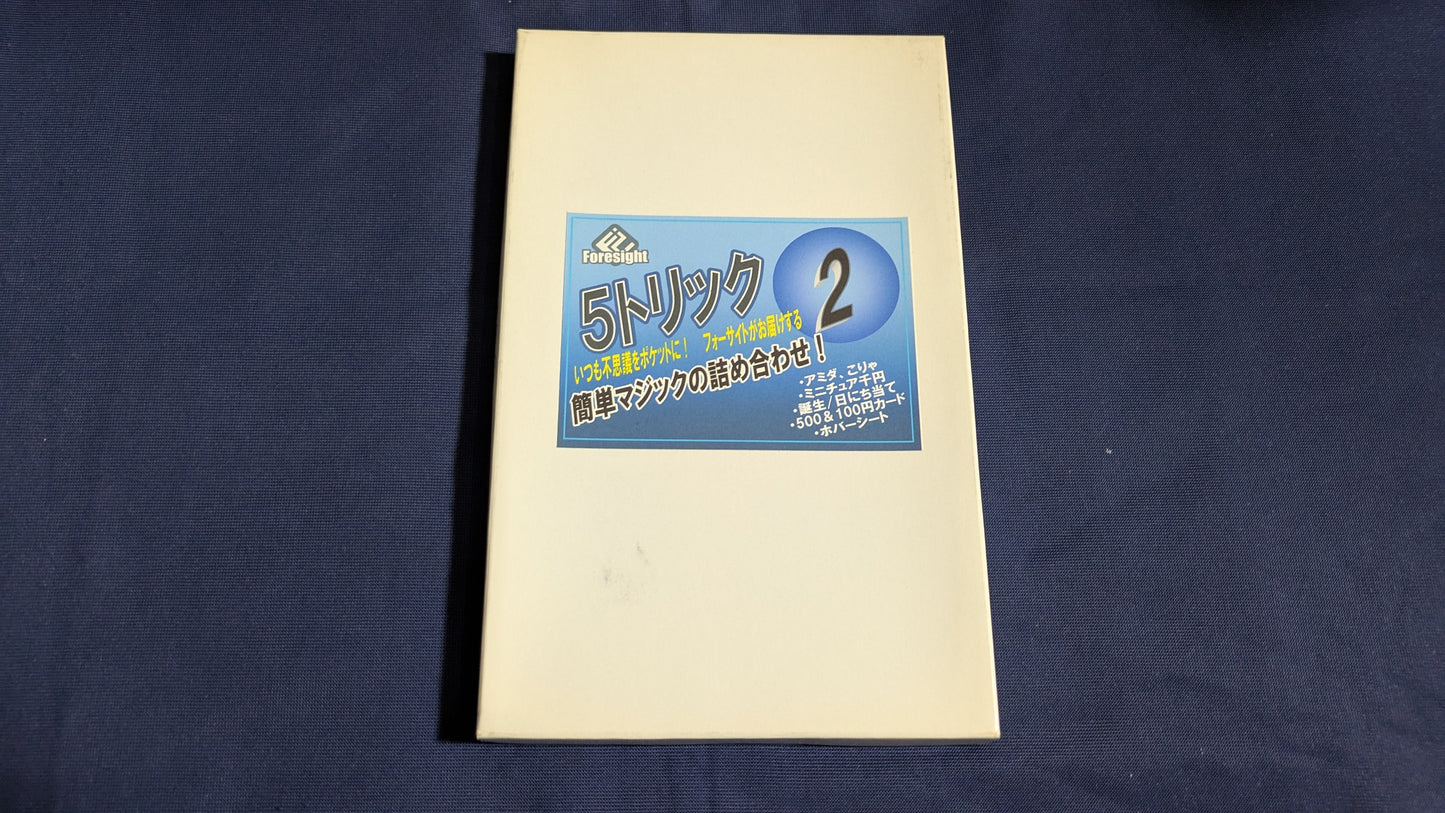 Foresight
5トリック
2
いつも不思議をポケットに！　フォーサイトがお届けする
簡単マジックの詰め合わせ！
・アミダ、こりゃ
・ミニチュア千円
・誕生/日にち当て
・500＆100円カード
・ホバーシート